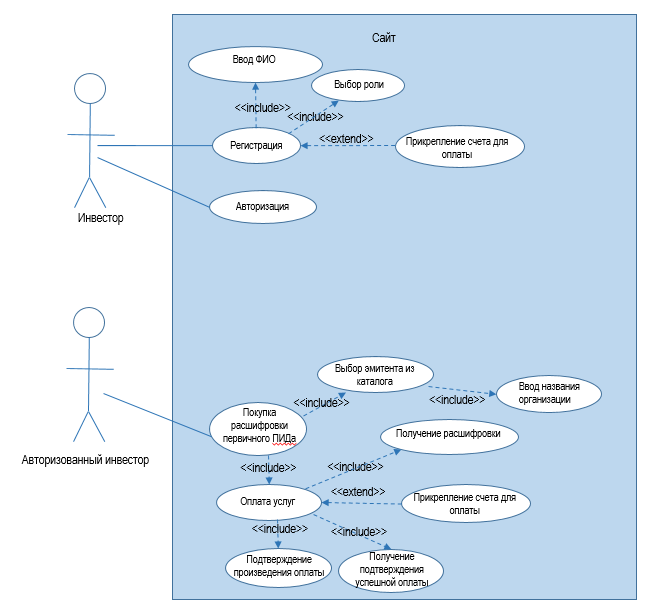 Сайт
Ввод ФИО
Выбор роли
<<include>>
<<include>>
Регистрация
<<extend>>
Прикрепление счета для
оплаты
Авторизация
Инвестор
Выбор эмитента из
каталога
<<include>>
<<include>>
Ввод названия
организации
Покупка
расшифровки
первичного ПИДа
Получение расшифровки
Авторизованный инвестор
<<include>>
<<include>>
Оплата услуг
<<extend>>
Прикрепление счета для
оплаты
<<include>>
<<include>>
Подтверждение
произведения оплаты
Получение
подтверждения
успешной оплаты